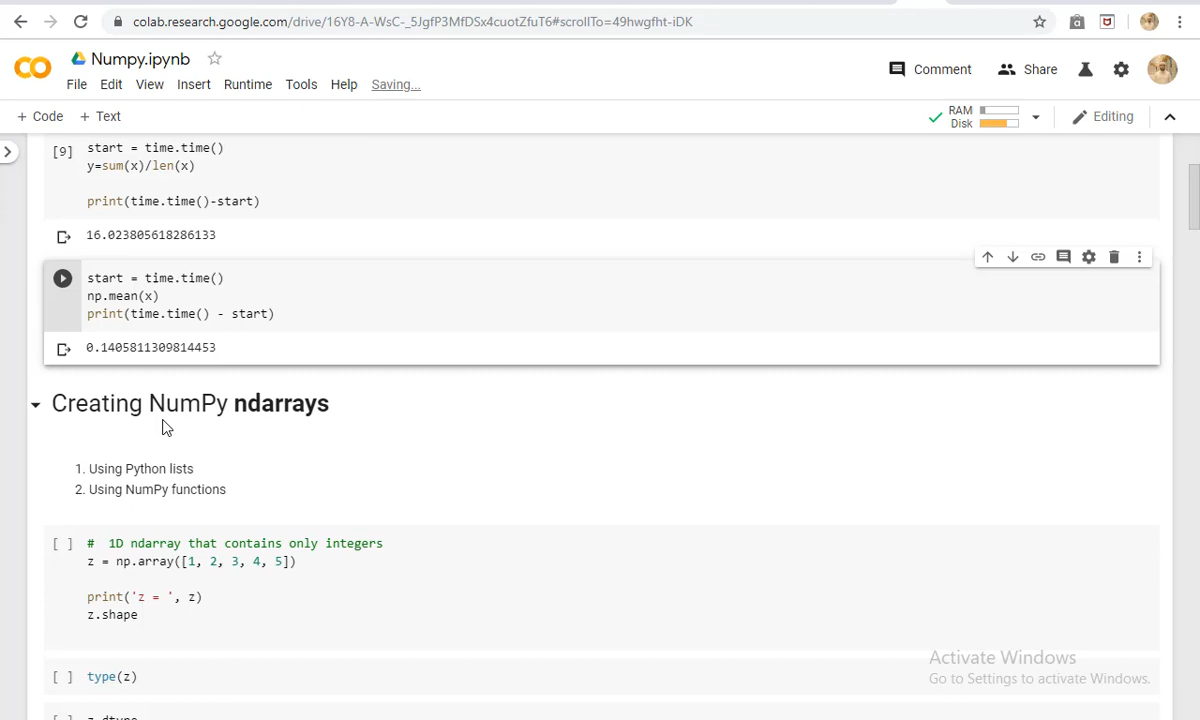 colab.research.google.com/drive/16Y8-A-WsC-_5JgfP3MfDSx4cuotZfuT6#scrollTo=49hwgfht-iDK
CO Numpy.ipynb
File Edit View Insert Runtime Tools Help Saving...
Comment Share
+ Code + Text
RAM
Disk
Editing
[9] start = time.time()
y=sum(x)/len(x)
print(time.time()-start)
16.023805618286133
start = time.time()
np.mean(x)
print(time.time() - start)
0.1405811309814453
Creating NumPy ndarrays
1. Using Python lists
2. Using NumPy functions
[ ] # 1D ndarray that contains only integers
z = np.array([1, 2, 3, 4, 5])
print('z = ', z)
z.shape
[ ] type(z)
[ ] z.dtype
Activate Windows
Go to Settings to activate Windows.